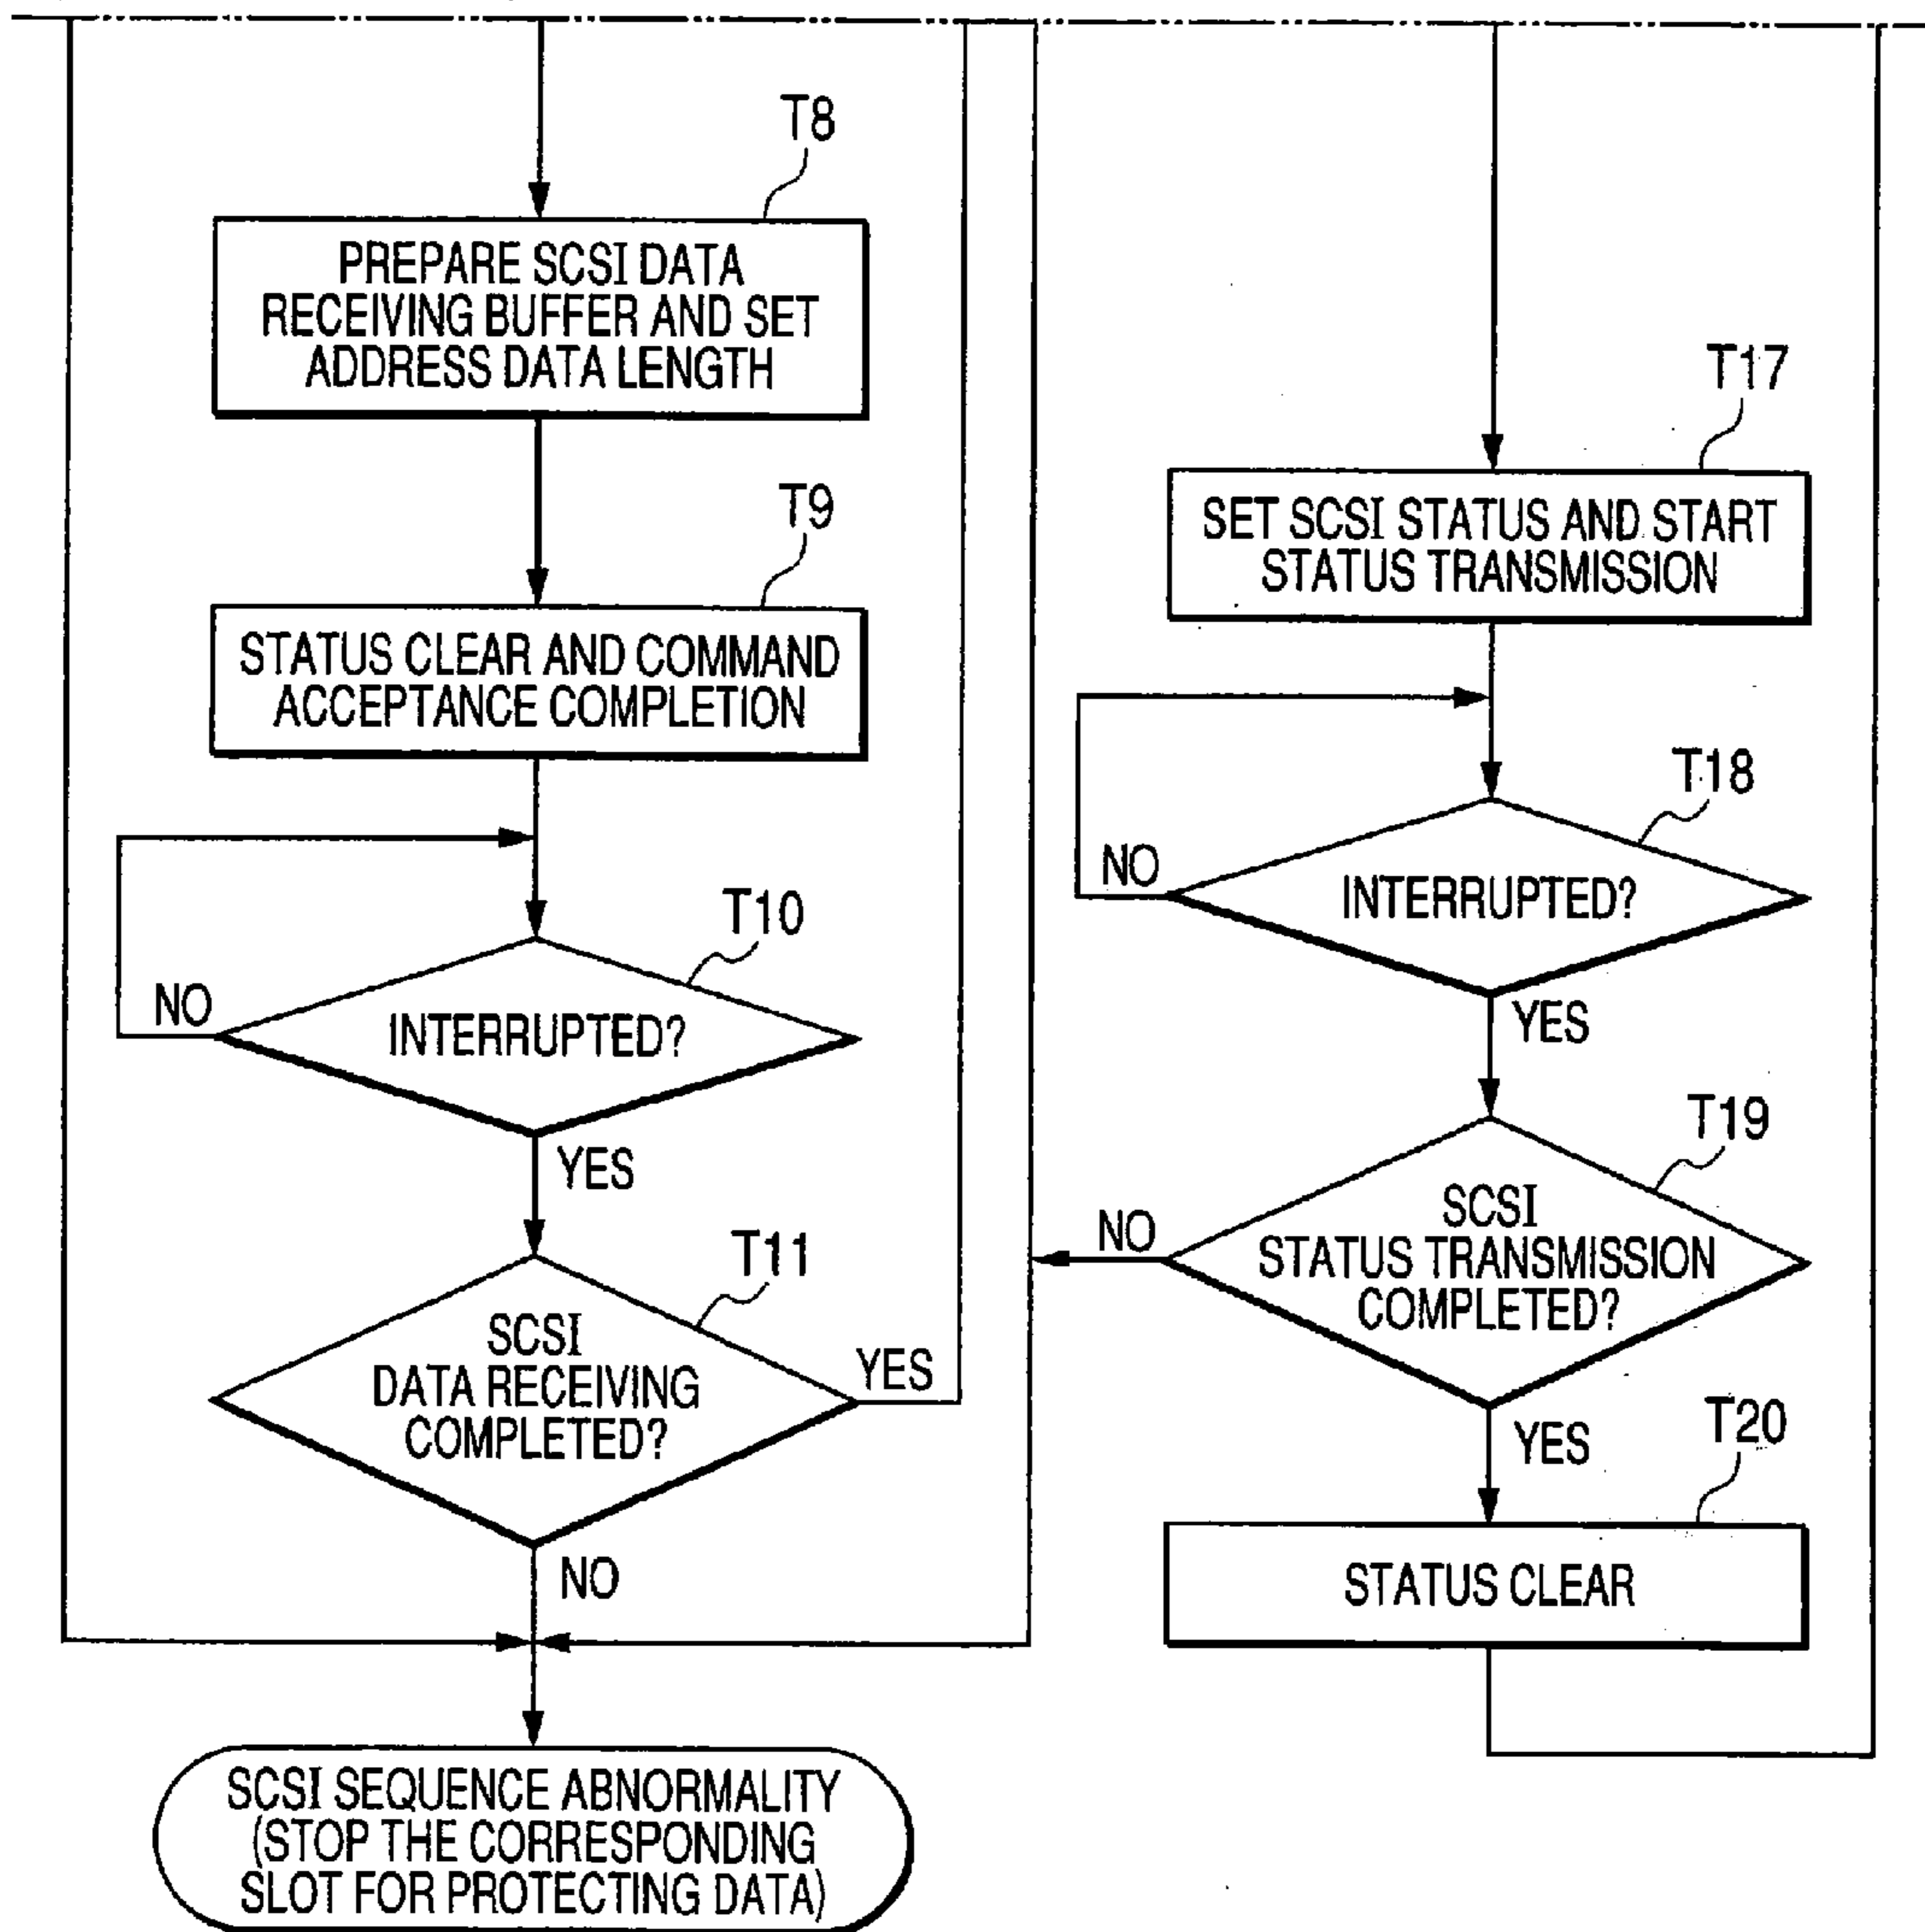 T8
PREPARE SCSI DATA
RECEIVING BUFFER AND SET
ADDRESS DATA LENGTH
T9
STATUS CLEAR AND COMMAND
ACCEPTANCE COMPLETION
T10
NO
INTERRUPTED?
YES
T11
SCSI
DATA RECEIVING
COMPLETED?
YES
NO
SCSI SEQUENCE ABNORMALITY
(STOP THE CORRESPONDING
SLOT FOR PROTECTING DATA)
T17
SET SCSI STATUS AND START
STATUS TRANSMISSION
T18
NO
INTERRUPTED?
YES
T19
NO
SCSI
STATUS TRANSMISSION
COMPLETED?
YES
T20
STATUS CLEAR